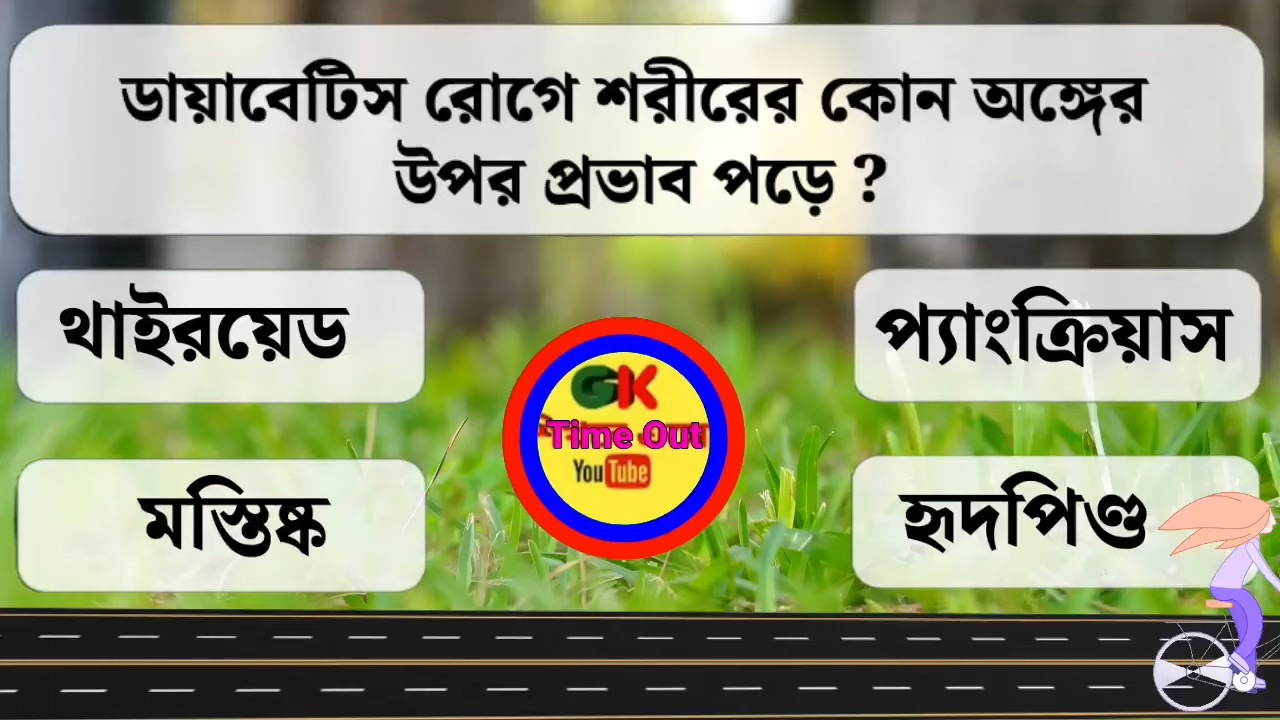 ডায়াবেটিস রোগে শরীরের কোন অঙ্গের
উপর প্রভাব পড়ে ?
থাইরয়েড
প্যাংক্রিয়াস
GK
Time Out
YouTube
মস্তিষ্ক
হৃদপিণ্ড